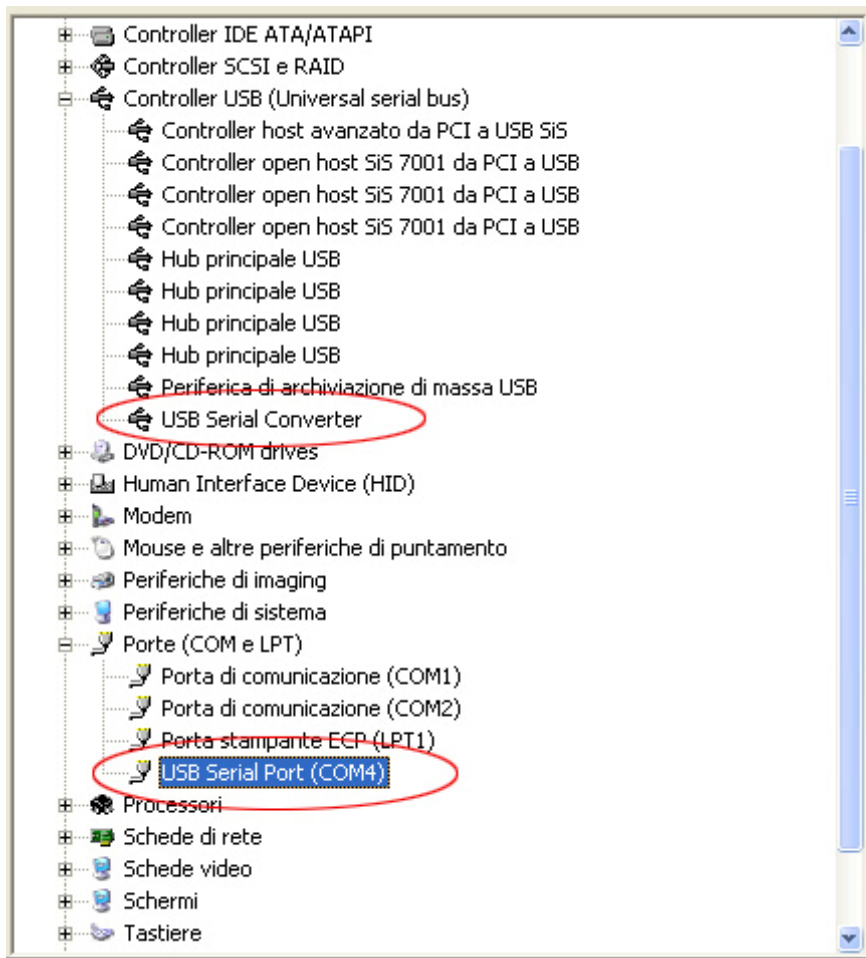 Controller IDE ATA/ATAPI
Controller SCSI e RAID
Controller USB (Universal serial bus)
Controller host avanzato da PCI a USB SiS
Controller open host SiS 7001 da PCI a USB
Controller open host SiS 7001 da PCI a USB
Controller open host SiS 7001 da PCI a USB
Hub principale USB
Hub principale USB
Hub principale USB
Hub principale USB
Periferica di archiviazione di massa USB
USB Serial Converter
DVD/CD-ROM drives
Human Interface Device (HID)
Modem
Mouse e altre periferiche di puntamento
Periferiche di imaging
Periferiche di sistema
Porte (COM e LPT)
Porta di comunicazione (COM1)
Porta di comunicazione (COM2)
Porta stampante ECP (LPT1)
USB Serial Port (COM4)
Processori
Schede di rete
Schede video
Schermi
Tastiere